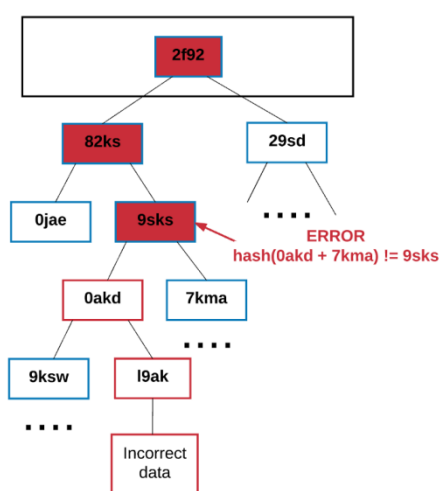 2f92
82ks
29sd
0jae
9sks
....
ERROR
hash(0akd + 7kma) != 9sks
0akd
7kma
....
9ksw
l9ak
....
Incorrect
data